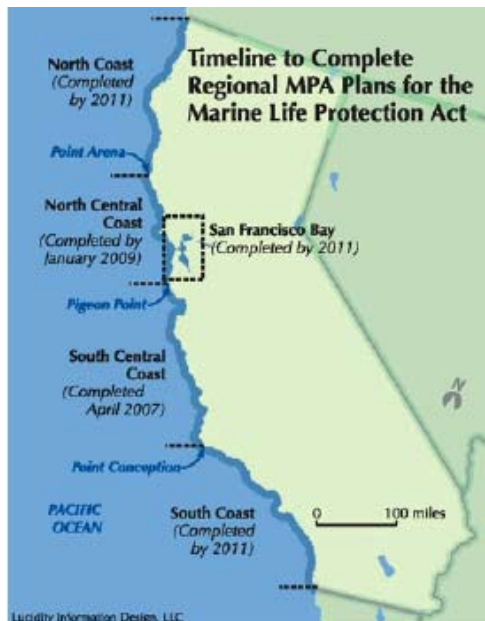 Timeline to Complete
Regional MPA Plans for the
Marine Life Protection Act
North Coast
(Completed
by 2011)
Point Arena
North Central
Coast
(Completed by
January 2009)
San Francisco Bay
(Completed by 2011)
Pigeon Point
South Central
Coast
(Completed
April 2007)
Point Conception
PACIFIC
OCEAN
South Coast
(Completed
by 2011)
0 100 miles
N
Lucidity Information Design, LLC